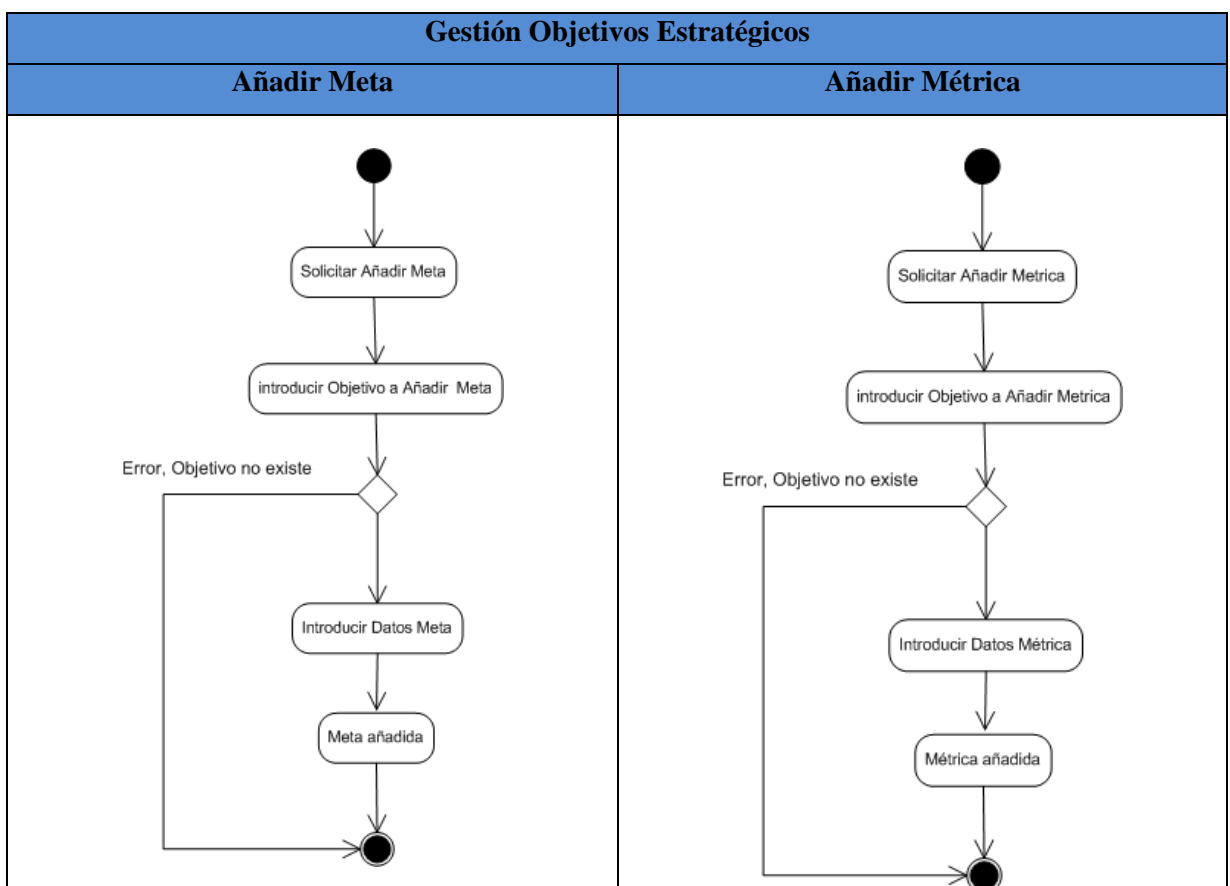 Gestión Objetivos Estratégicos
Añadir Meta
Añadir Métrica
Solicitar Añadir Meta
introducir Objetivo a Añadir Meta
Error, Objetivo no existe
Introducir Datos Meta
Meta añadida
Solicitar Añadir Metrica
introducir Objetivo a Añadir Metrica
Error, Objetivo no existe
Introducir Datos Métrica
Métrica añadida